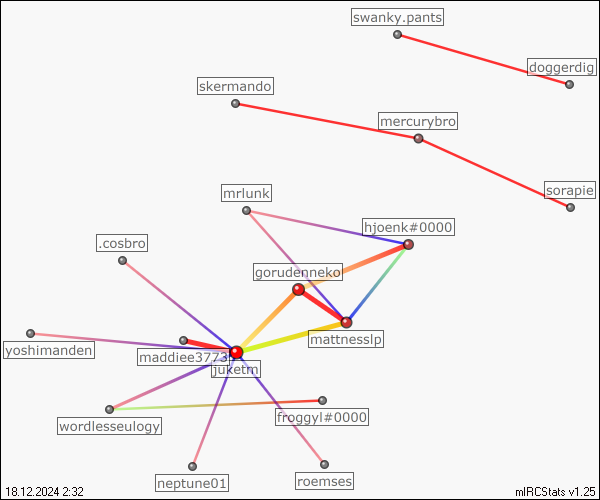 swanky.pants
doggerdig
skermando
mercurybro
sorapie
mrlunk
hjoenk#0000
.cosbro
gorudenneko
mattnesslp
yoshimanden
maddiee3773
juketm
froggyl#0000
wordlesseulogy
neptune01
roemses
18.12.2024 2:32
mIRCStats v1.25